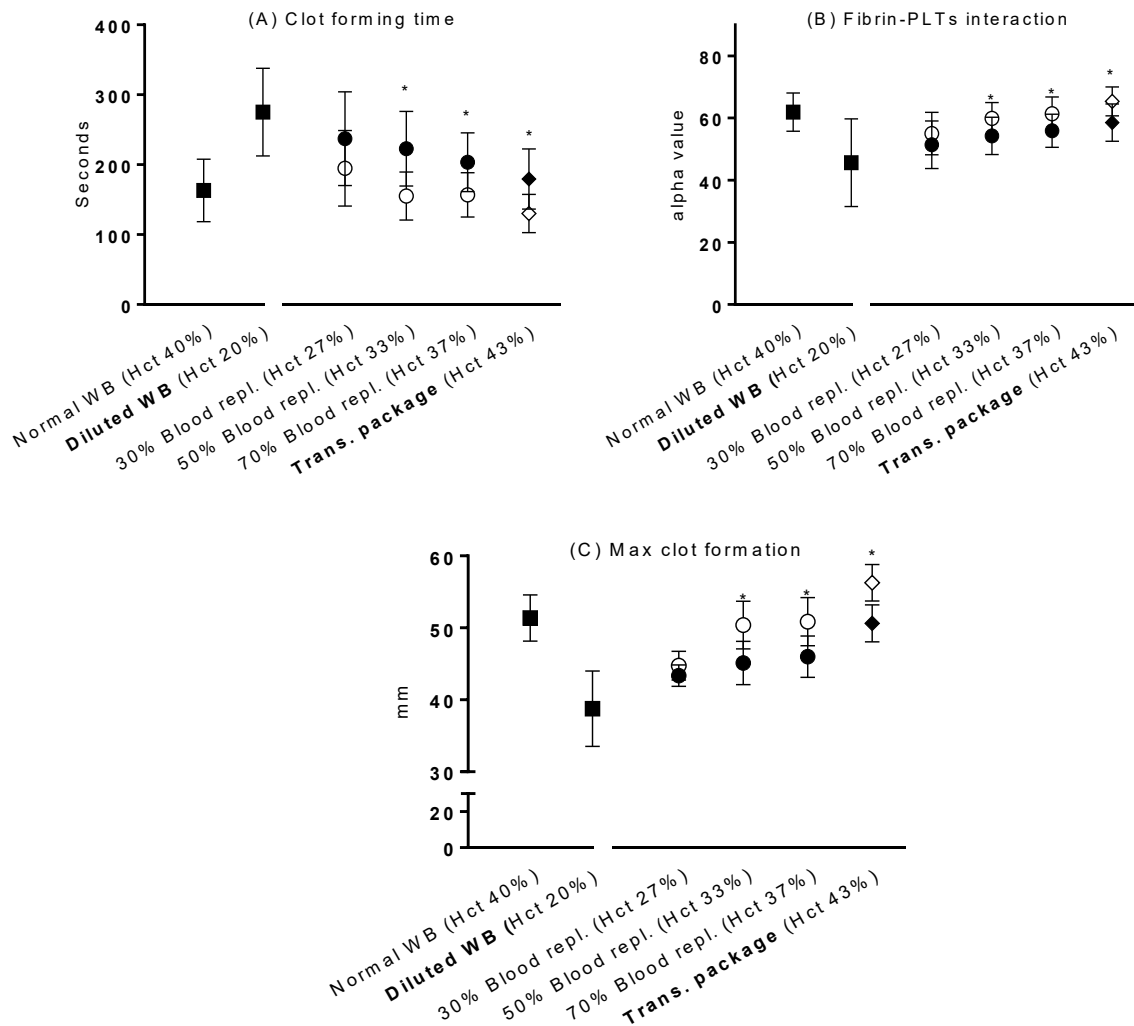 (A) Clot forming time
Seconds
400
300
200
100
0
*
*
*
Normal WB (Hct 40%)
Diluted WB (Hct 20%)
30% Blood repl. (Hct 27%)
50% Blood repl. (Hct 33%)
70% Blood repl. (Hct 37%)
Trans. package (Hct 43%)
(B) Fibrin-PLTs interaction
alpha value
80
60
40
20
0
*
*
*
Normal WB (Hct 40%)
Diluted WB (Hct 20%)
30% Blood repl. (Hct 27%)
50% Blood repl. (Hct 33%)
70% Blood repl. (Hct 37%)
Trans. package (Hct 43%)
(C) Max clot formation
mm
60
50
40
30
20
0
*
*
*
Normal WB (Hct 40%)
Diluted WB (Hct 20%)
30% Blood repl. (Hct 27%)
50% Blood repl. (Hct 33%)
70% Blood repl. (Hct 37%)
Trans. package (Hct 43%)